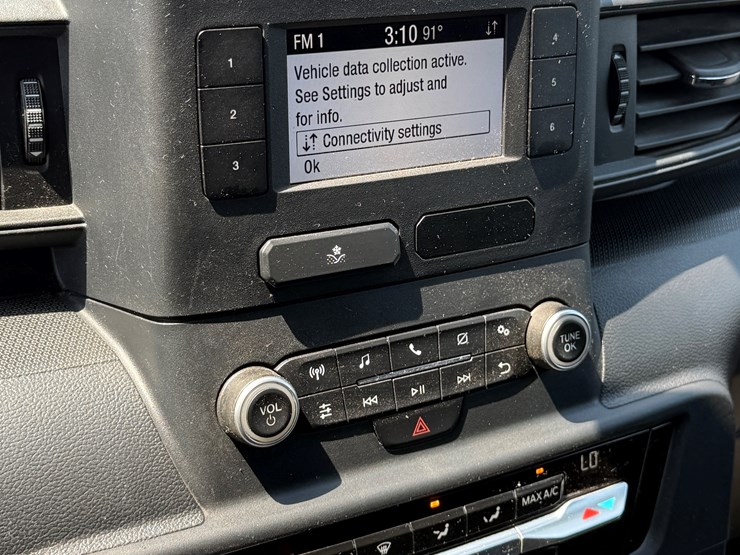 FM 1 3:10 91°
1
2
3
Vehicle data collection active.
See Settings to adjust and
for info.
Connectivity settings
Ok
4
5
6
VOL
TUNE
OK
LO
MAX A/C